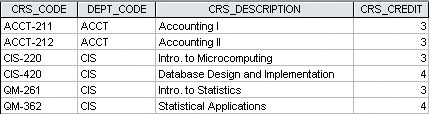 CRS_CODE DEPT_CODE CRS_DESCRIPTION CRS_CREDIT
ACCT-211 ACCT Accounting I 3
ACCT-212 ACCT Accounting II 3
CIS-220 CIS Intro. to Microcomputing 3
CIS-420 CIS Database Design and Implementation 4
QM-261 CIS Intro. to Statistics 3
QM-362 CIS Statistical Applications 4